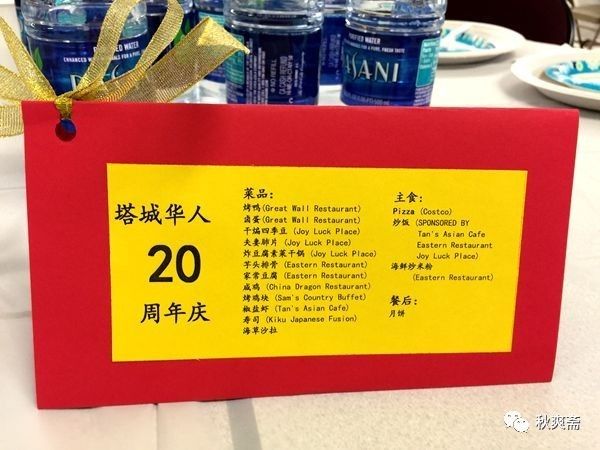 PURIFIED WATER
DASANI
PURIFIED WATER
塔城华人
20
周年庆
菜品:
烤鸭(Great Wall Restaurant)
卤蛋(Great Wall Restaurant)
干煸四季豆 (Joy Luck Place)
夫妻肺片 (Joy Luck Place)
炸豆腐素菜干锅 (Joy Luck Place)
芋头排骨 (Eastern Restaurant)
家常豆腐 (Eastern Restaurant)
咸鸡 (China Dragon Restaurant)
烤鸡块 (Sam's Country Buffet)
椒盐虾 (Tan's Asian Cafe)
寿司 (Kiku Japanese Fusion)
海草沙拉
主食:
Pizza (Costco)
炒饭 (SPONSORED BY
Tan's Asian Cafe
Eastern Restaurant
Joy Luck Place)
海鲜炒米粉
(Eastern Restaurant)
餐后:
月饼
秋爽斋